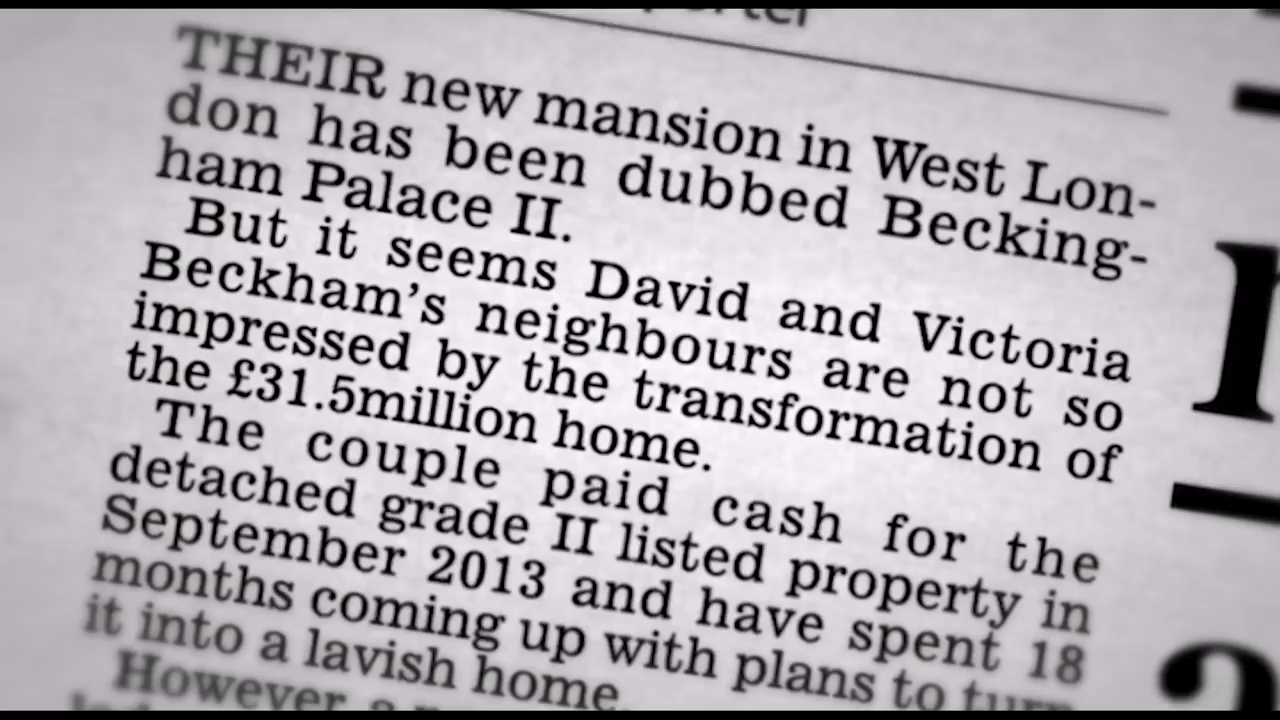 THEIR new mansion in West Lon-
don has been dubbed Becking-
ham Palace II.
But it seems David and Victoria
Beckham's neighbours are not so
impressed by the transformation of
the £31.5million home.
The couple paid cash for the
detached grade II listed property in
September 2013 and have spent 18
months coming up with plans to turn
it into a lavish home.
However, a